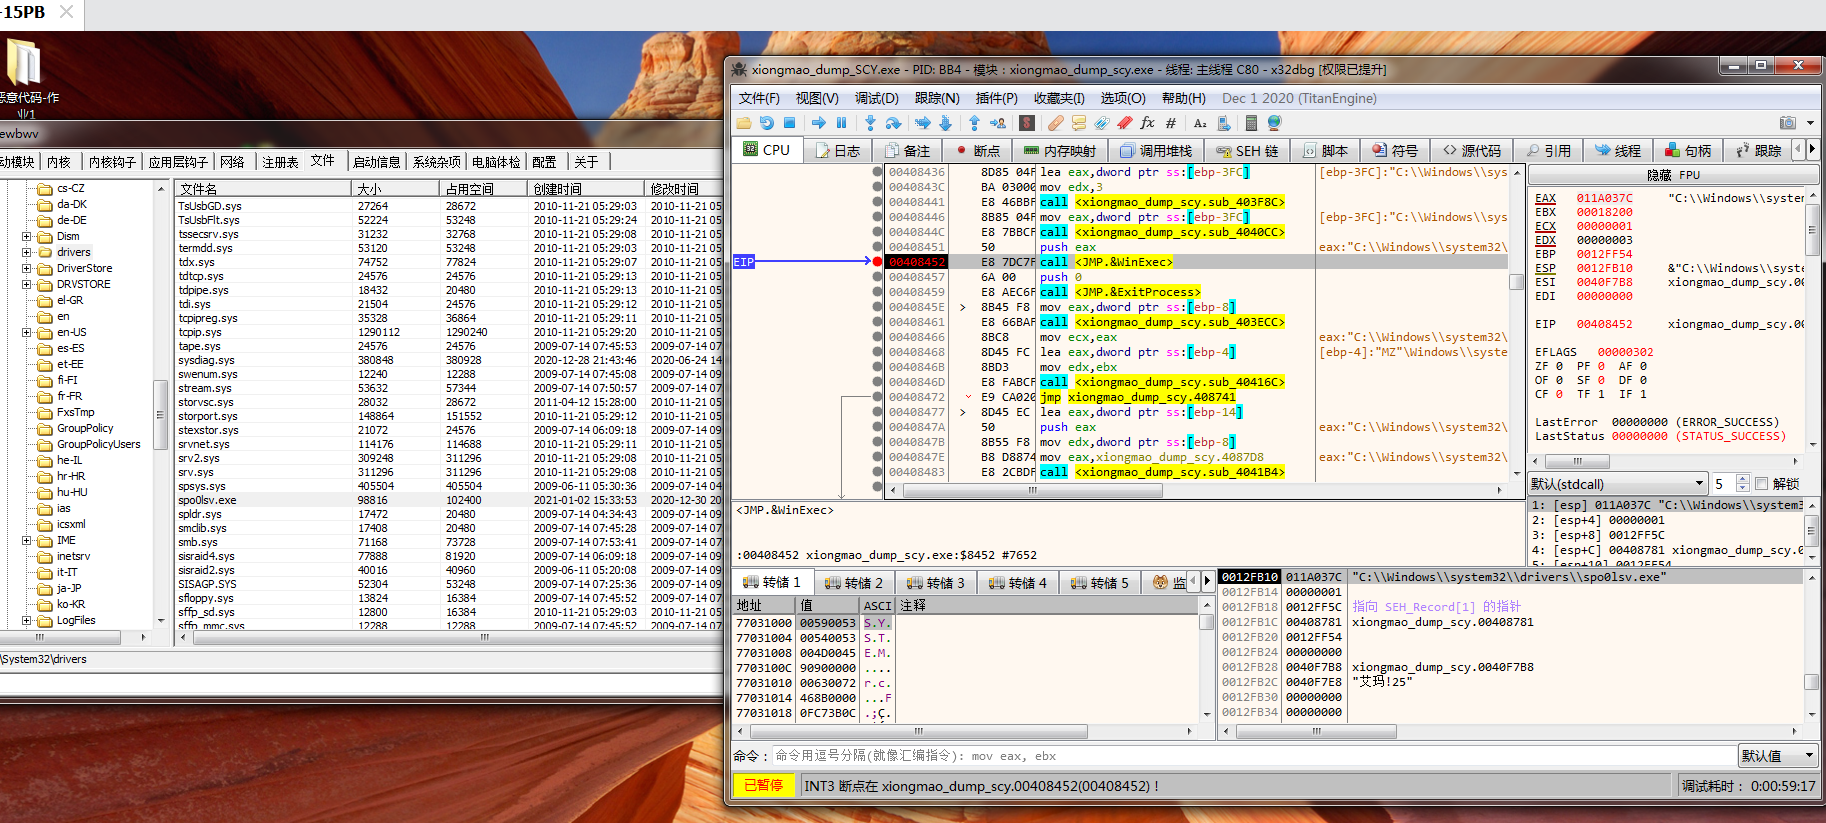 -15PB
恶意代码-作
业1
ewbwv
动模块 内核 内核钩子 应用层钩子 网络 注册表 文件 启动信息 系统杂项 电脑体检 配置 关于
cs-CZ
da-DK
de-DE
Dism
drivers
DriverStore
DRVSTORE
el-GR
en
en-US
es-ES
et-EE
fi-FI
fr-FR
FxsTmp
GroupPolicy
GroupPolicyUsers
he-IL
hr-HR
hu-HU
ias
icsxml
IME
inetsrv
it-IT
ja-JP
ko-KR
LogFiles
文件名 大小 占用空间 创建时间 修改时间
TsUsbGD.sys 27264 28672 2010-11-21 05:29:03 2010-11-21 05
TsUsbFlt.sys 52224 53248 2010-11-21 05:29:24 2010-11-21 05
tssecsrv.sys 31232 32768 2010-11-21 05:29:08 2010-11-21 05
termdd.sys 53120 53248 2010-11-21 05:29:03 2010-11-21 05
tdx.sys 74752 77824 2010-11-21 05:29:07 2010-11-21 05
tdtcp.sys 24576 24576 2010-11-21 05:29:13 2010-11-21 05
tdpipe.sys 18432 20480 2010-11-21 05:29:13 2010-11-21 05
tdi.sys 21504 24576 2010-11-21 05:29:12 2010-11-21 05
tcpipreg.sys 35328 36864 2010-11-21 05:29:11 2010-11-21 05
tcpip.sys 1290112 1290240 2010-11-21 05:29:20 2010-11-21 05
tape.sys 24576 24576 2009-07-14 07:45:53 2009-07-14 09
sysdiag.sys 380848 380928 2020-12-28 21:43:46 2020-06-24 14
swenum.sys 12240 12288 2009-07-14 07:45:08 2009-07-14 09
stream.sys 53632 57344 2009-07-14 07:50:57 2009-07-14 09
storvsc.sys 28032 28672 2011-04-12 15:28:00 2010-11-21 05
storport.sys 148864 151552 2010-11-21 05:29:12 2010-11-21 05
stexstor.sys 21072 24576 2009-07-14 06:09:18 2009-07-14 09
srvnet.sys 114176 114688 2010-11-21 05:29:11 2010-11-21 05
srv2.sys 309248 311296 2010-11-21 05:29:08 2010-11-21 05
srv.sys 311296 311296 2010-11-21 05:29:08 2010-11-21 05
spsys.sys 405504 405504 2009-06-11 05:30:36 2009-07-14 04
spo0lsv.exe 98816 102400 2021-01-02 15:33:53 2020-12-30 20
spldr.sys 17472 20480 2009-07-14 04:34:43 2009-07-14 09
smclib.sys 17408 20480 2009-07-14 07:45:28 2009-07-14 09
smb.sys 71168 73728 2009-07-14 07:53:41 2009-07-14 09
sisraid4.sys 77888 81920 2009-07-14 06:09:18 2009-07-14 09
sisraid2.sys 40016 40960 2009-06-11 05:20:08 2009-07-14 09
SISAGP.SYS 52304 53248 2009-07-14 07:25:36 2009-07-14 09
sfloppy.sys 13824 16384 2009-07-14 07:45:52 2009-07-14 09
sffp_sd.sys 12800 16384 2010-11-21 05:29:03 2010-11-21 05
sffp_mmc.sys 12288 12288 2009-07-14 07:45:52 2009-07-14 09
\System32\drivers
xiongmao_dump_SCY.exe - PID: BB4 - 模块：xiongmao_dump_scy.exe - 线程: 主线程 C80 - x32dbg [权限已提升]
文件(F) 视图(V) 调试(D) 跟踪(N) 插件(P) 收藏夹(I) 选项(O) 帮助(H) Dec 1 2020 (TitanEngine)
CPU 日志 备注 断点 内存映射 调用堆栈 SEH 链 脚本 符号 源代码 引用 线程 句柄 跟踪
00408436 8D85 04F lea eax,dword ptr ss:[ebp-3FC] [ebp-3FC]:"C:\\Windows\\sys
0040843C BA 03000 mov edx,3
00408441 E8 46BBF call <xiongmao_dump_scy.sub_403F8C>
00408446 8B85 04F mov eax,dword ptr ss:[ebp-3FC] [ebp-3FC]:"C:\\Windows\\sys
0040844C E8 7BBCF call <xiongmao_dump_scy.sub_4040CC>
00408451 50 push eax eax:"C:\\Windows\\system32\
EIP 00408452 E8 7DC7F call <JMP.&WinExec>
00408457 6A 00 push 0
00408459 E8 AEC6F call <JMP.&ExitProcess>
0040845E > 8B45 F8 mov eax,dword ptr ss:[ebp-8]
00408461 E8 66BAF call <xiongmao_dump_scy.sub_403ECC>
00408466 8BC8 mov ecx,eax eax:"C:\\Windows\\system32\
00408468 8D45 FC lea eax,dword ptr ss:[ebp-4] [ebp-4]:"MZ"\Windows\\syste
0040846B 8BD3 mov edx,ebx
0040846D E8 FABCF call <xiongmao_dump_scy.sub_40416C>
00408472 E9 CA020 jmp xiongmao_dump_scy.408741
00408477 > 8D45 EC lea eax,dword ptr ss:[ebp-14]
0040847A 50 push eax eax:"C:\\Windows\\system32\
0040847B 8B55 F8 mov edx,dword ptr ss:[ebp-8]
0040847E B8 D8874 mov eax,xiongmao_dump_scy.4087D8 eax:"C:\\Windows\\system32\
00408483 E8 2CBDF call <xiongmao_dump_scy.sub_4041B4>
<JMP.&WinExec>
:00408452 xiongmao_dump_scy.exe:$8452 #7652
隐藏 FPU
EAX 011A037C "C:\\Windows\\system
EBX 00018200
ECX 00000001
EDX 00000003
EBP 0012FF54
ESP 0012FB10 &"C:\\Windows\\syst
ESI 0040F7B8 xiongmao_dump_scy.00
EDI 00000000
EIP 00408452 xiongmao_dump_scy.00
EFLAGS 00000302
ZF 0 PF 0 AF 0
OF 0 SF 0 DF 0
CF 0 TF 1 IF 1
LastError 00000000 (ERROR_SUCCESS)
LastStatus 00000000 (STATUS_SUCCESS)
默认(stdcall) 5 解锁
1: [esp] 011A037C "C:\\Windows\\system3
2: [esp+4] 00000001
3: [esp+8] 0012FF5C
4: [esp+C] 00408781 xiongmao_dump_scy.0
5: [esp+10] 0012FF54
转储 1 转储 2 转储 3 转储 4 转储 5 监
地址 值 ASCI 注释
77031000 00590053 S.Y.
77031004 00540053 S.T.
77031008 004D0045 E.M.
7703100C 90900000 ....
77031010 00630072 r.c.
77031014 468B0000 ...F
77031018 0FC73B0C .;Ç.
0012FB10 011A037C "C:\\Windows\\system32\\drivers\\spo0lsv.exe"
0012FB14 00000001
0012FB18 0012FF5C 指向 SEH_Record[1] 的指针
0012FB1C 00408781 xiongmao_dump_scy.00408781
0012FB20 0012FF54
0012FB24 00000000
0012FB28 0040F7B8 xiongmao_dump_scy.0040F7B8
0012FB2C 0040F7E8 "艾玛!25"
0012FB30 00000000
0012FB34 00000000
命令： 命令用逗号分隔(就像汇编指令): mov eax, ebx 默认值
已暂停 INT3 断点在 xiongmao_dump_scy.00408452(00408452)！ 调试耗时： 0:00:59:17